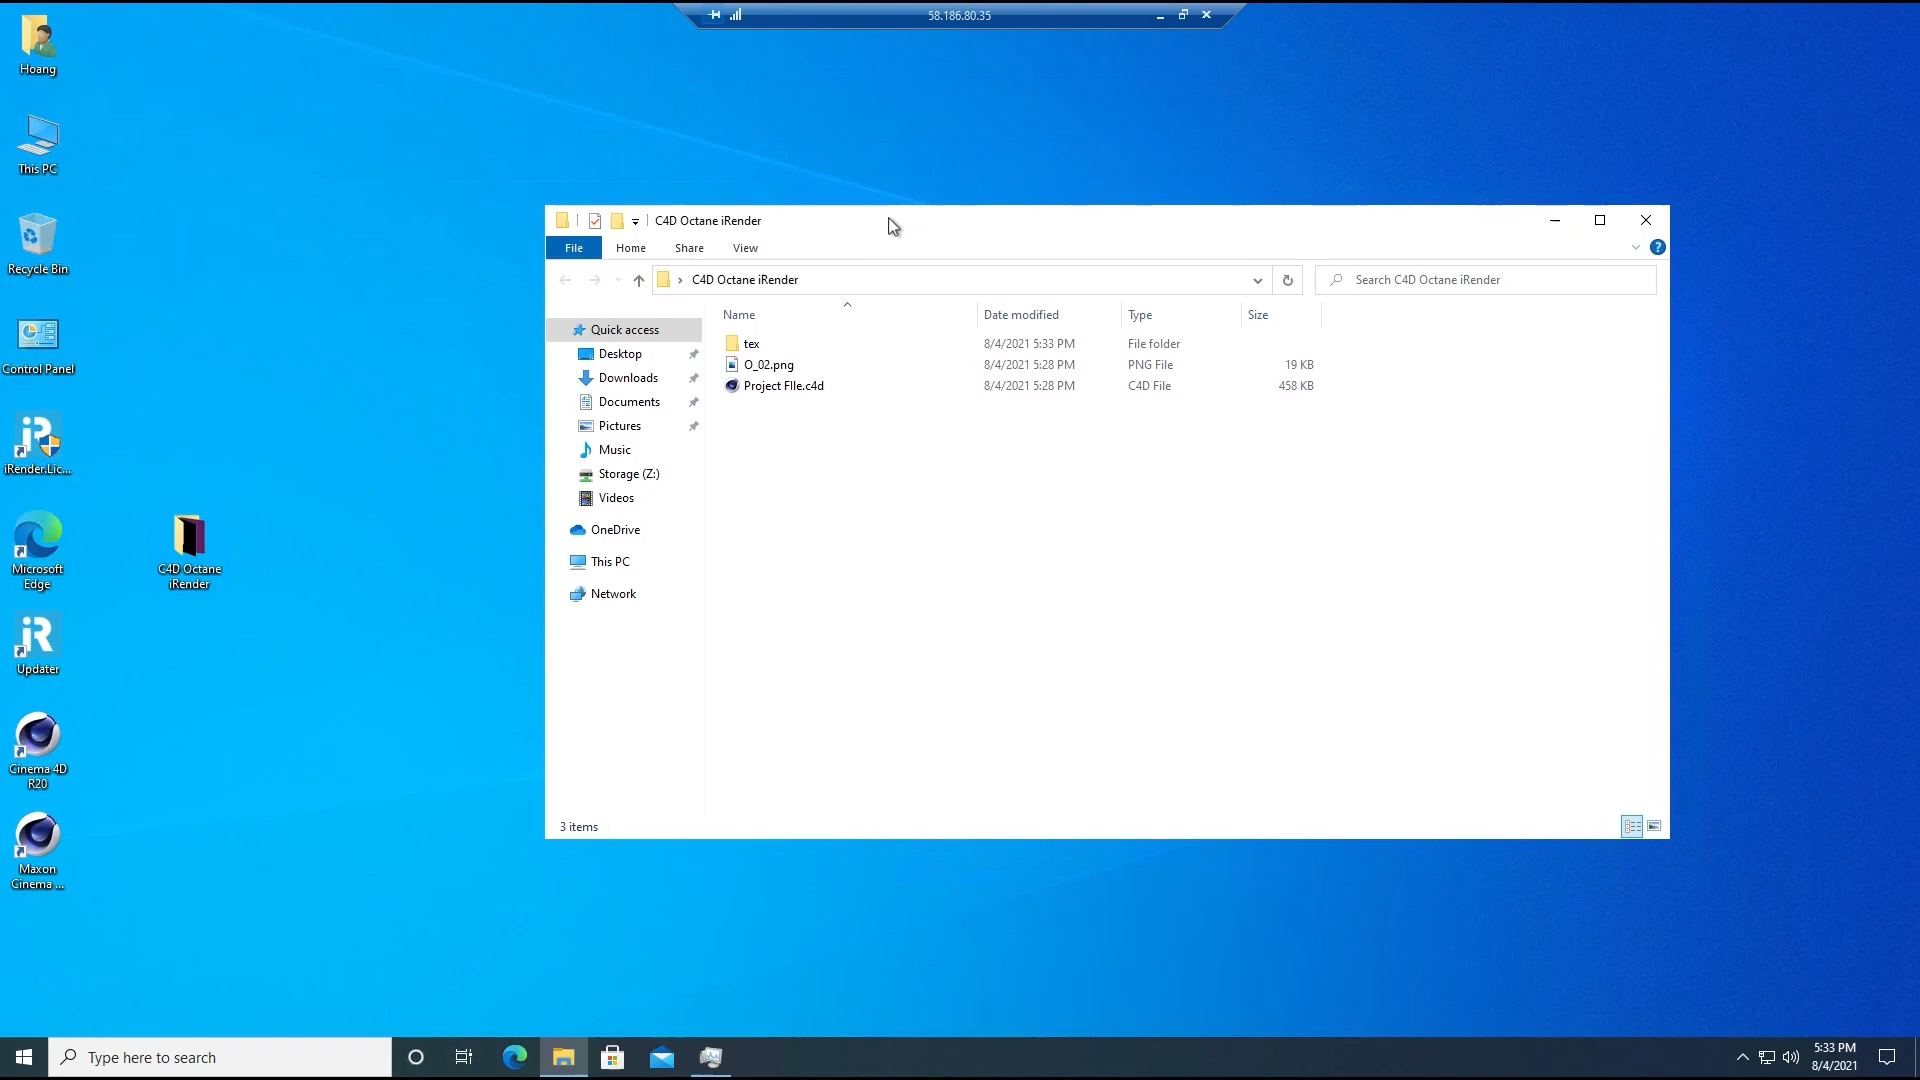 58.186.80.35
Hoang
This PC
Recycle Bin
Control Panel
iRender.Lic...
Microsoft
Edge
Updater
Cinema 4D
R20
Maxon
Cinema ...
C4D Octane
iRender
C4D Octane iRender
File Home Share View
C4D Octane iRender
Search C4D Octane iRender
Name Date modified Type Size
tex 8/4/2021 5:33 PM File folder
O_02.png 8/4/2021 5:28 PM PNG File 19 KB
Project FIle.c4d 8/4/2021 5:28 PM C4D File 458 KB
Quick access
Desktop
Downloads
Documents
Pictures
Music
Storage (Z:)
Videos
OneDrive
This PC
Network
3 items
Type here to search
5:33 PM
8/4/2021